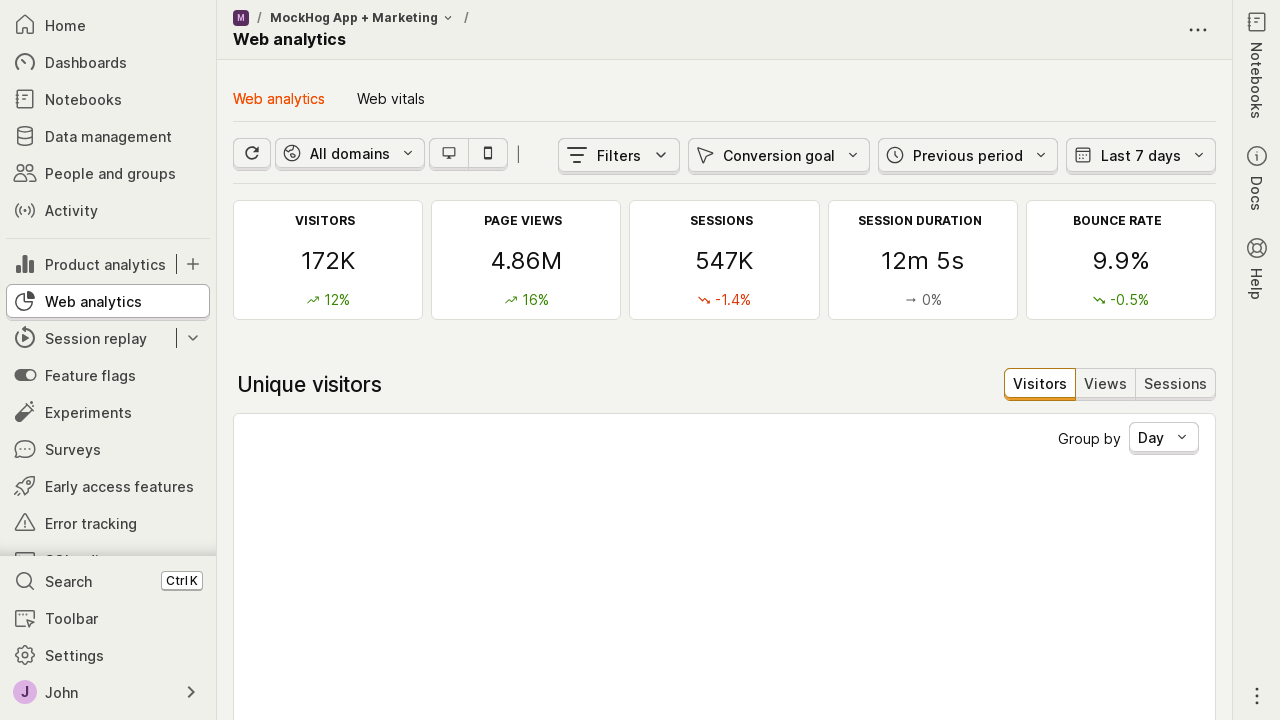 Home
Dashboards
Notebooks
Data management
People and groups
Activity
Product analytics
Web analytics
Session replay
Feature flags
Experiments
Surveys
Early access features
Error tracking
Search Ctrl K
Toolbar
Settings
J John
M / MockHog App + Marketing /
Web analytics
Web analytics Web vitals
All domains Filters Conversion goal Previous period Last 7 days
VISITORS PAGE VIEWS SESSIONS SESSION DURATION BOUNCE RATE
172K 4.86M 547K 12m 5s 9.9%
12% 16% -1.4% 0% -0.5%
Unique visitors Visitors Views Sessions
Group by Day
Notebooks
Docs
Help